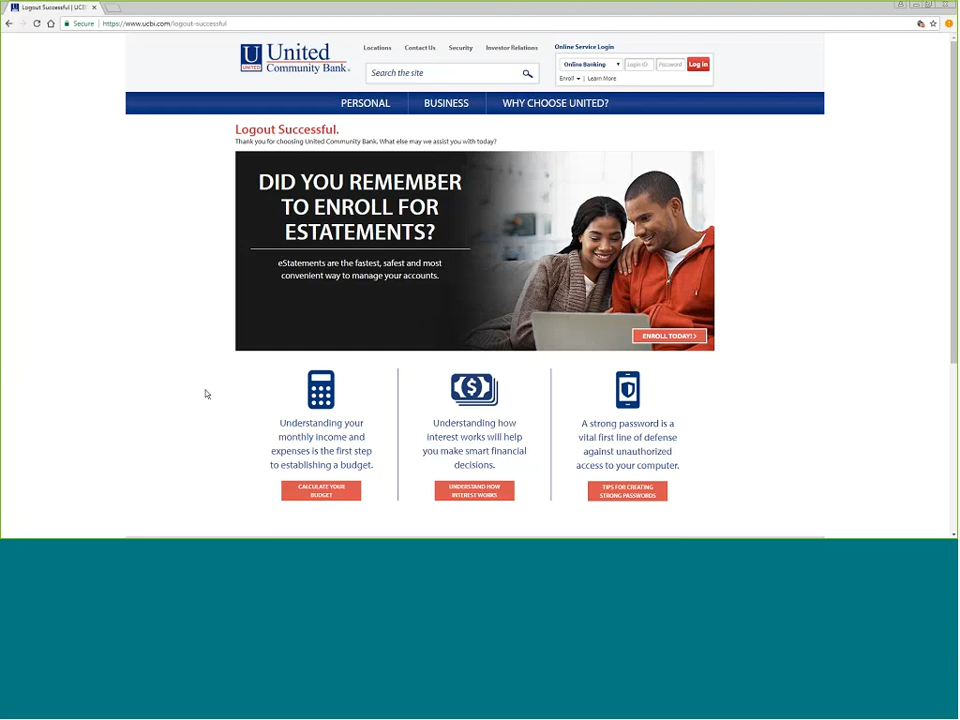 Logout Successful | UCBI
Secure
https://www.ucbi.com/logout-successful
U
UNITED
United
Community Bank
Locations
Contact Us
Security
Investor Relations
Online Service Login
Search the site
Online Banking
Login ID
Password
Log in
Enroll
|
Learn More
PERSONAL
BUSINESS
WHY CHOOSE UNITED?
Logout Successful.
Thank you for choosing United Community Bank. What else may we assist you with today?
DID YOU REMEMBER
TO ENROLL FOR
ESTATEMENTS?
eStatements are the fastest, safest and most
convenient way to manage your accounts.
ENROLL TODAY! >
Understanding your
monthly income and
expenses is the first step
to establishing a budget.
CALCULATE YOUR
BUDGET
Understanding how
interest works will help
you make smart financial
decisions.
UNDERSTAND HOW
INTEREST WORKS
A strong password is a
vital first line of defense
against unauthorized
access to your computer.
TIPS FOR CREATING
STRONG PASSWORDS